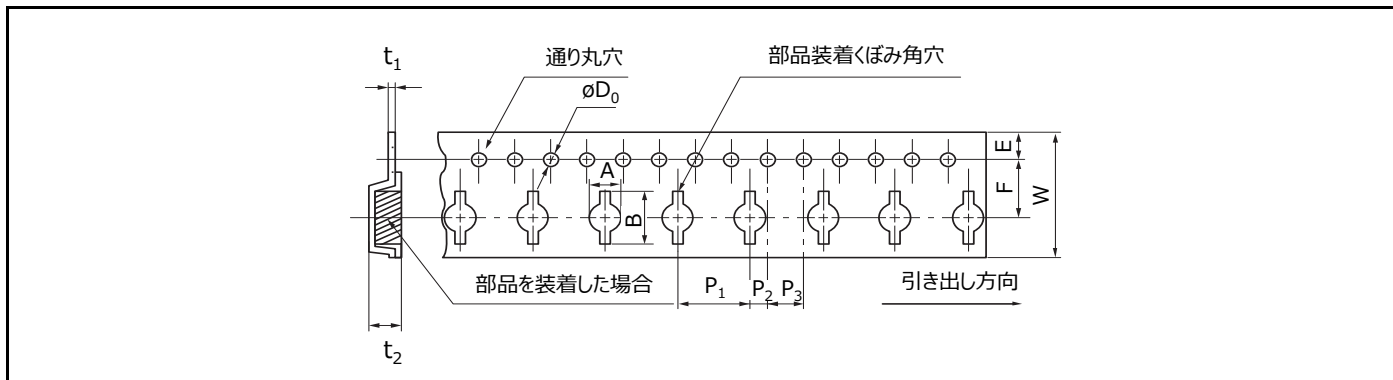 t₁
通り丸穴
部品装着くぼみ角穴
øD₀
A
B
E
F
W
部品を装着した場合
P₁
P₂
P₃
引き出し方向
t₂